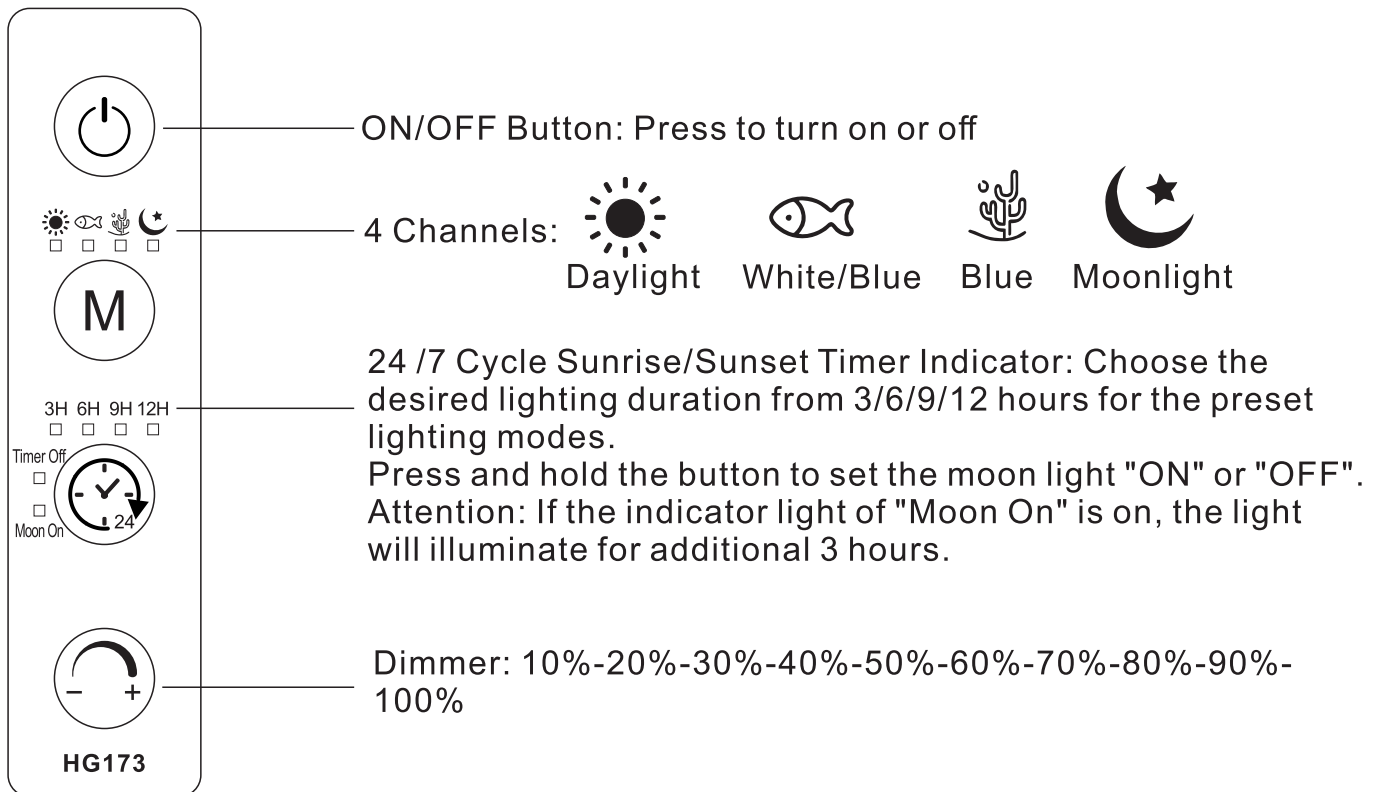 ON/OFF Button: Press to turn on or off
4 Channels:
Daylight White/Blue Blue Moonlight
M
24 /7 Cycle Sunrise/Sunset Timer Indicator: Choose the
desired lighting duration from 3/6/9/12 hours for the preset
lighting modes.
Press and hold the button to set the moon light "ON" or "OFF".
Attention: If the indicator light of "Moon On" is on, the light
will illuminate for additional 3 hours.
3H 6H 9H 12H
Timer Off
24
Moon On
Dimmer: 10%-20%-30%-40%-50%-60%-70%-80%-90%-
100%
- +
HG173